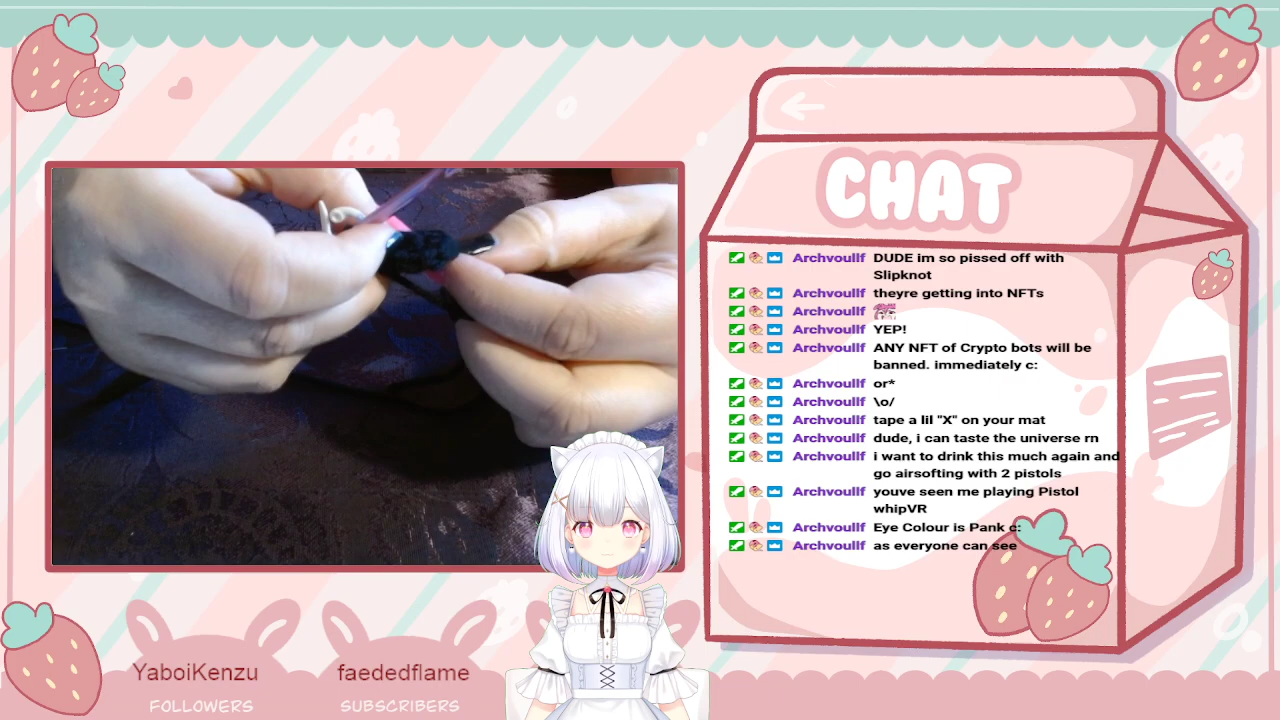 CHAT
Archvoullf DUDE im so pissed off with
Slipknot
Archvoullf theyre getting into NFTs
Archvoullf
Archvoullf YEP!
Archvoullf ANY NFT of Crypto bots will be
banned. immediately c:
Archvoullf or*
Archvoullf \o/
Archvoullf tape a lil "X" on your mat
Archvoullf dude, i can taste the universe rn
Archvoullf i want to drink this much again and
go airsofting with 2 pistols
Archvoullf youve seen me playing Pistol
whipVR
Archvoullf Eye Colour is Pank c:
Archvoullf as everyone can see
YaboiKenzu
FOLLOWERS
faededflame
SUBSCRIBERS